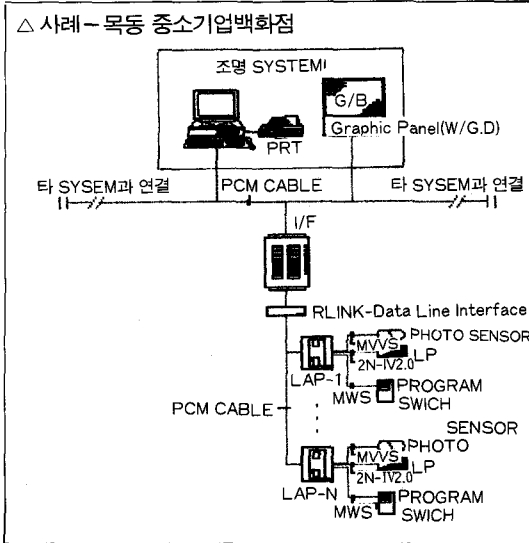 △ 사례 – 목동 중소기업백화점
조명 SYSTEMI
G/B
Graphic Panel(W/G.D)
PRT
타 SYSEM과 연결
PCM CABLE
타 SYSEM과 연결
I/F
RLINK-Data Line Interface
PHOTO SENSOR
MVVS
LP
2N-IV2.0
LAP-1
MWS
PROGRAM
SWICH
PCM CABLE
SENSOR
PHOTO
MVVS
LP
2N-IV2.0
LAP-N
MWS
PROGRAM
SWICH